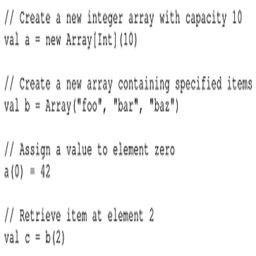 // Create a new integer array with capacity 10
val a = new Array[Int](10)
// Create a new array containing specified items
val b = Array("foo", "bar", "baz")
// Assign a value to element zero
a(0) = 42
// Retrieve item at element 2
val c = b(2)